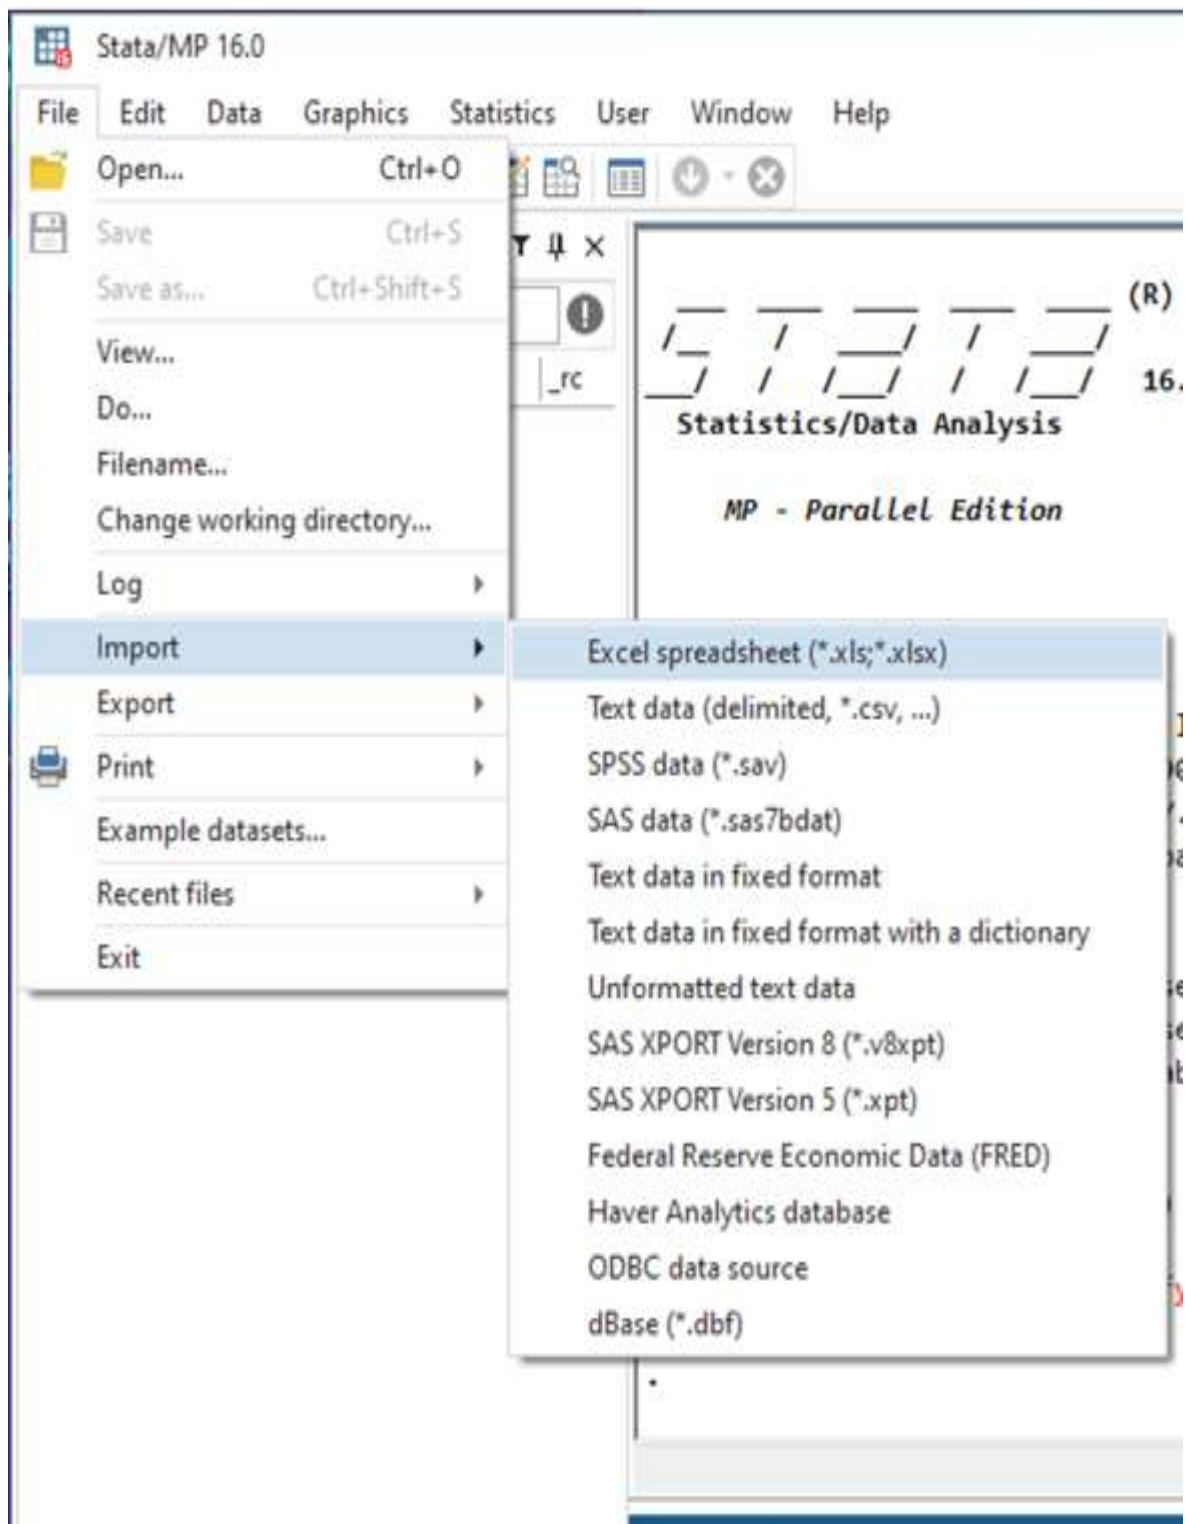 Stata/MP 16.0
File Edit Data Graphics Statistics User Window Help
Open... Ctrl+O
Save Ctrl+S
Save as... Ctrl+Shift+S
View...
Do...
Filename...
Change working directory...
Log
Import
Export
Print
Example datasets...
Recent files
Exit
_rc
(R)
STATA
16.
Statistics/Data Analysis
MP - Parallel Edition
Excel spreadsheet (*.xls;*.xlsx)
Text data (delimited, *.csv, ...)
SPSS data (*.sav)
SAS data (*.sas7bdat)
Text data in fixed format
Text data in fixed format with a dictionary
Unformatted text data
SAS XPORT Version 8 (*.v8xpt)
SAS XPORT Version 5 (*.xpt)
Federal Reserve Economic Data (FRED)
Haver Analytics database
ODBC data source
dBase (*.dbf)
.